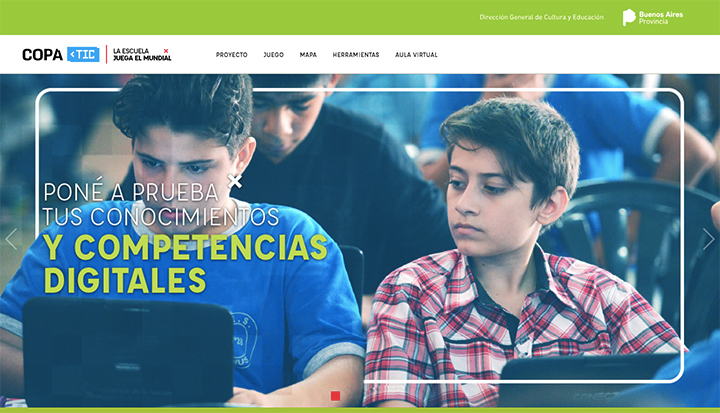 Dirección General de Cultura y Educación
Buenos Aires
Provincia
COPA <TIC
LA ESCUELA
JUEGA EL MUNDIAL
PROYECTO JUEGO MAPA HERRAMIENTAS AULA VIRTUAL
PONÉ A PRUEBA
TUS CONOCIMIENTOS
Y COMPETENCIAS
DIGITALES